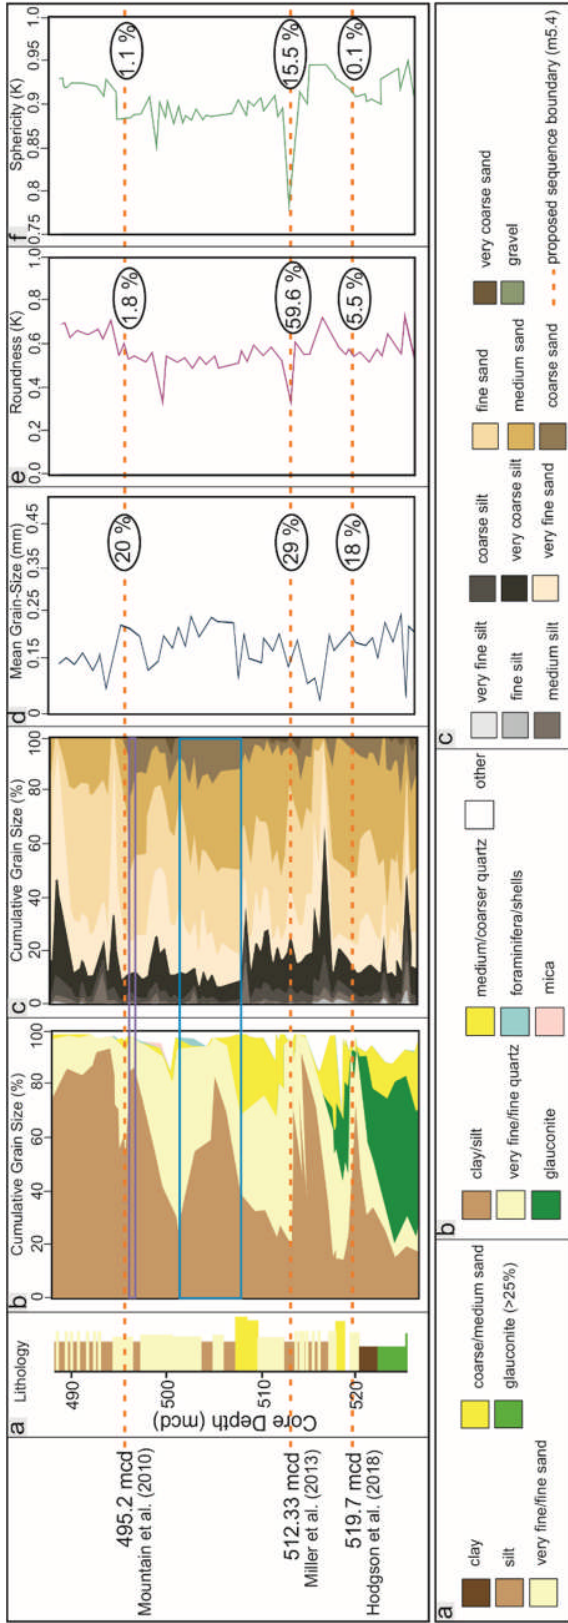 a
Lithology
Core Depth (mcd)
490
500
510
520
495.2 mcd
Mountain et al. (2010)
512.33 mcd
Miller et al. (2013)
519.7 mcd
Hodgson et al. (2018)
b
Cumulative Grain Size (%)
0 20 40 60 80 100
c
Cumulative Grain Size (%)
0 20 40 60 80 100
d
Mean Grain-Size (mm)
0 0.15 0.25 0.35 0.45
20 %
29 %
18 %
e
Roundness (K)
0.0 0.2 0.4 0.6 0.8 1.0
1.8 %
59.6 %
5.5 %
f
Sphericity (K)
0.75 0.8 0.85 0.9 0.95 1.0
1.1 %
15.5 %
0.1 %
a
clay
silt
very fine/fine sand
coarse/medium sand
glauconite (>25%)
b
clay/silt
very fine/fine quartz
glauconite
medium/coarser quartz
foraminifera/shells
mica
other
c
very fine silt
fine silt
medium silt
coarse silt
very coarse silt
very fine sand
fine sand
medium sand
coarse sand
very coarse sand
gravel
proposed sequence boundary (m5.4)